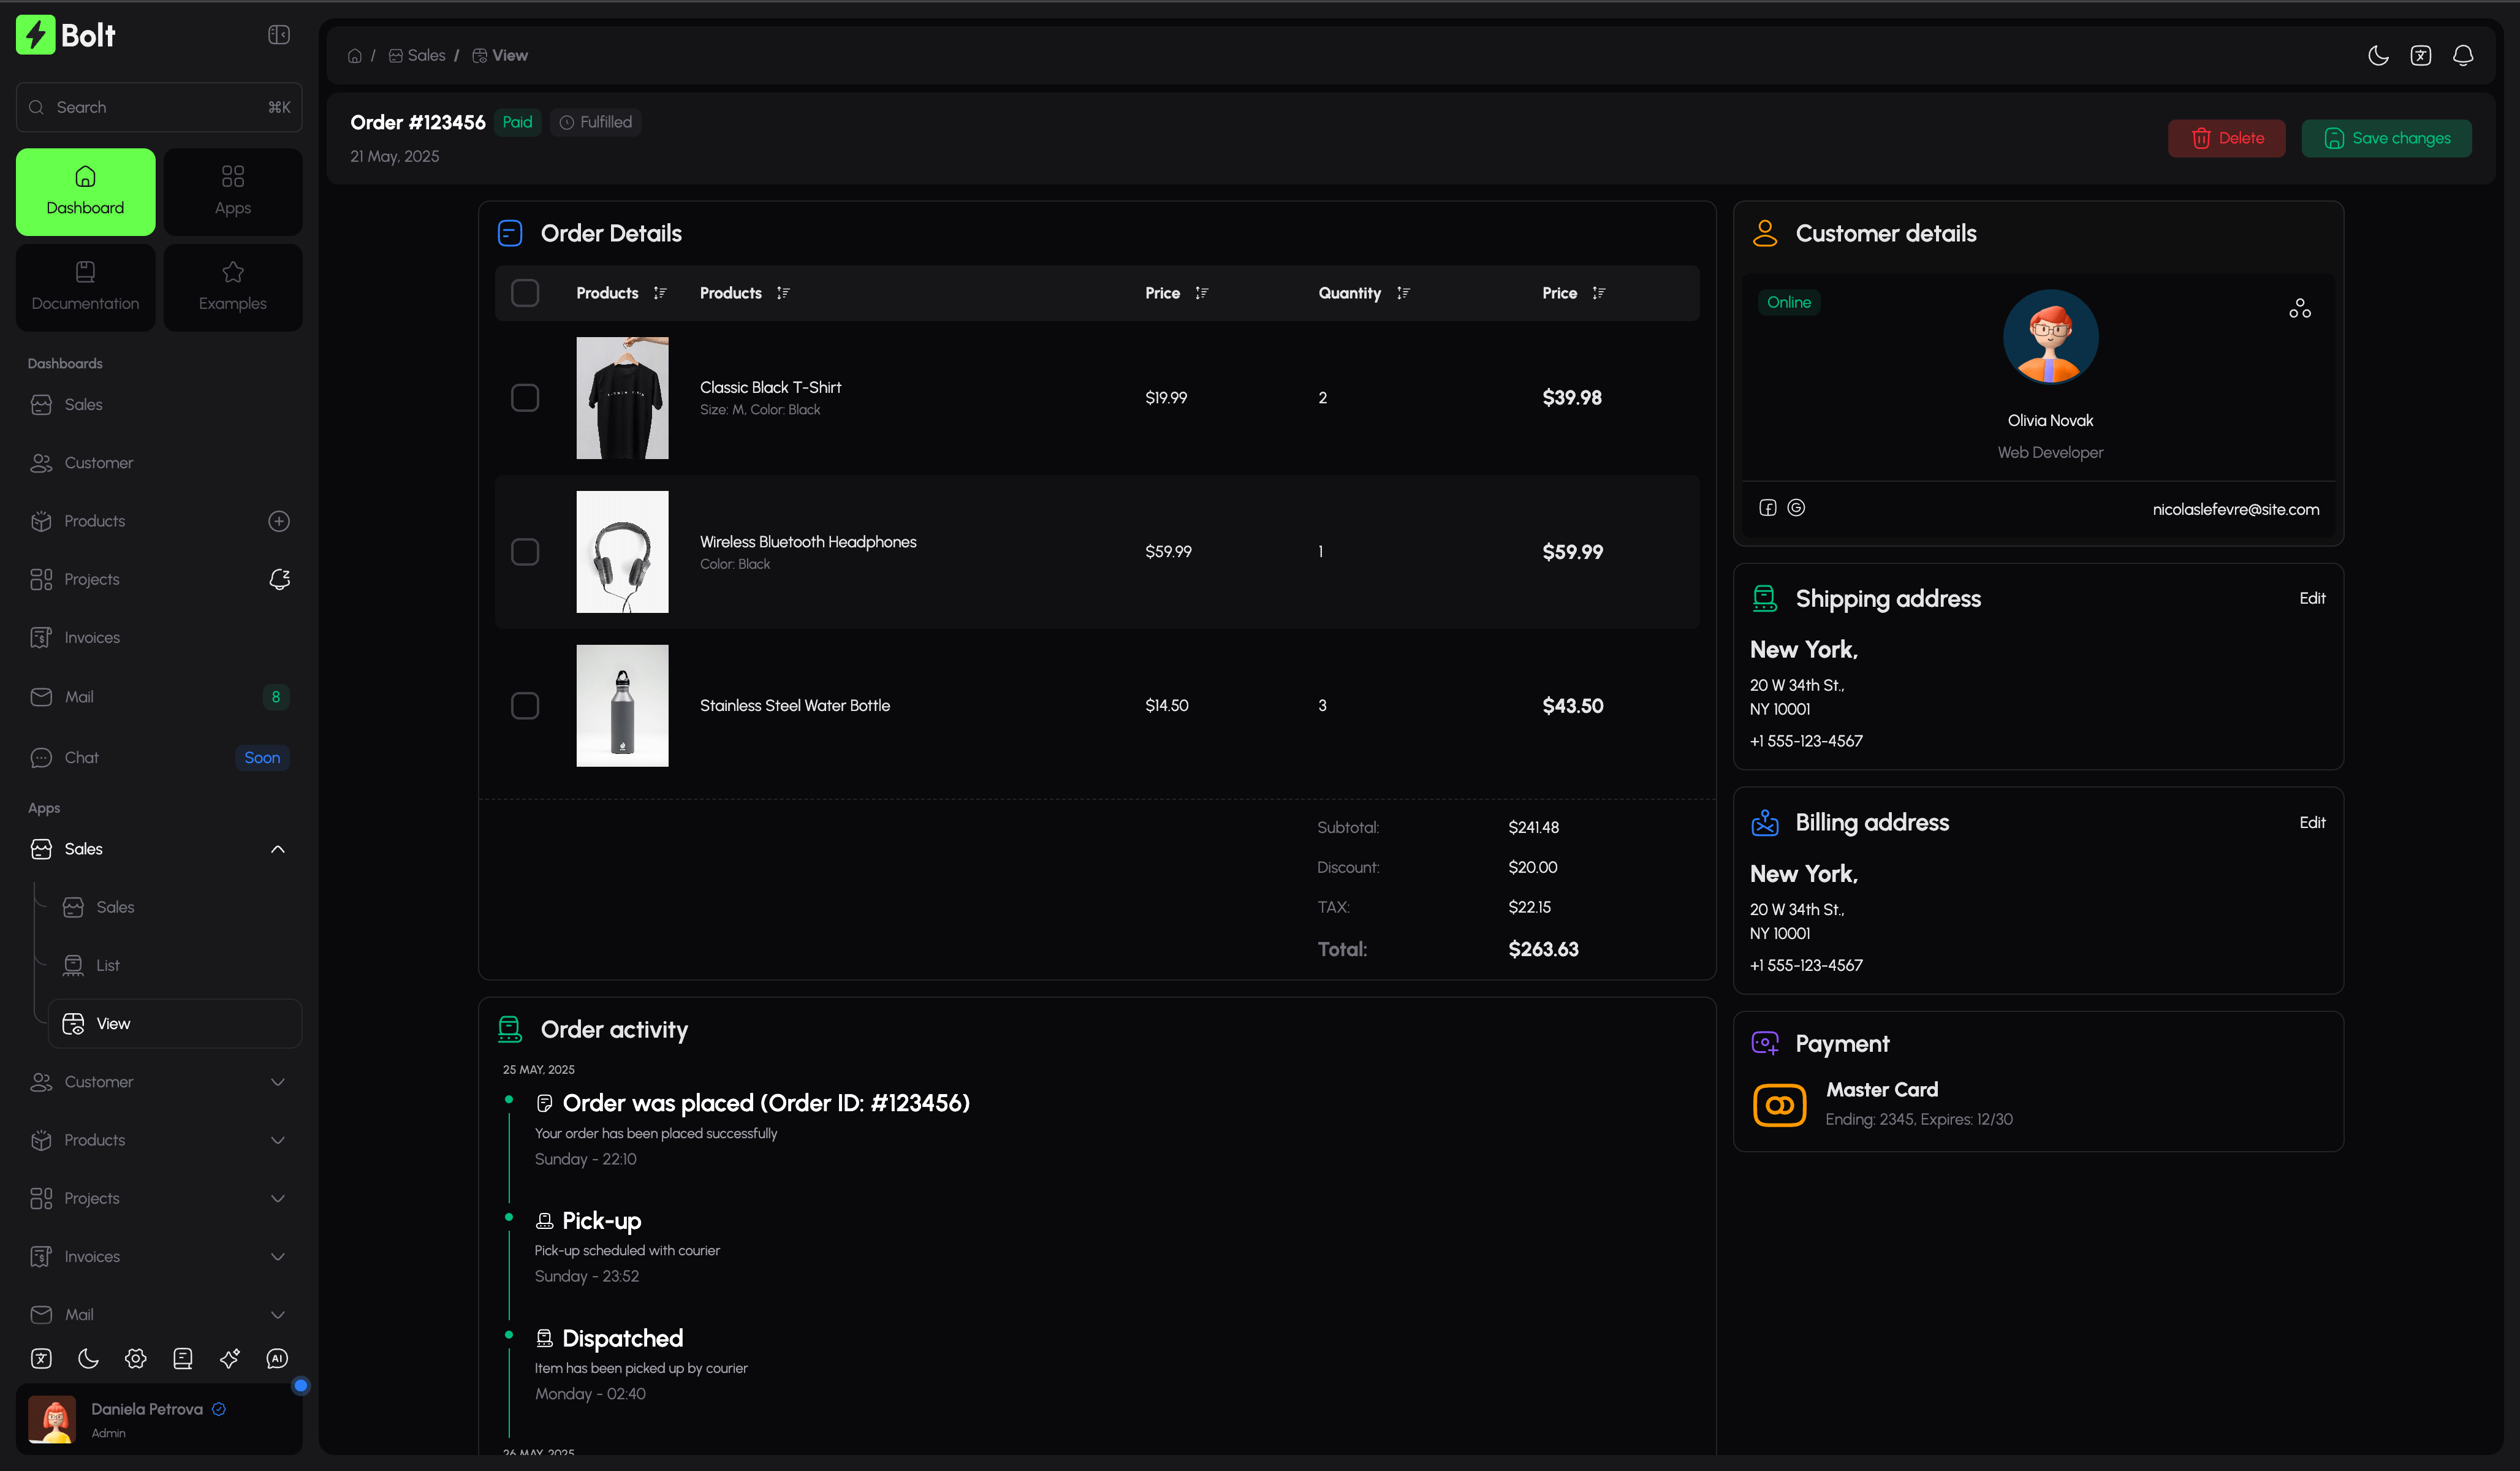 Bolt
Search ⌘K
Dashboard
Apps
Documentation
Examples
Dashboards
Sales
Customer
Products
Projects
Invoices
Mail 8
Chat Soon
Apps
Sales
Sales
List
View
Customer
Products
Projects
Invoices
Mail
AI
Daniela Petrova
Admin
/ Sales / View
Order #123456 Paid Fulfilled
21 May, 2025
Delete
Save changes
Order Details
Products Products Price Quantity Price
Classic Black T-Shirt
Size: M, Color: Black
$19.99 2 $39.98
Wireless Bluetooth Headphones
Color: Black
$59.99 1 $59.99
Stainless Steel Water Bottle $14.50 3 $43.50
Subtotal: $241.48
Discount: $20.00
TAX: $22.15
Total: $263.63
Order activity
25 MAY, 2025
Order was placed (Order ID: #123456)
Your order has been placed successfully
Sunday - 22:10
Pick-up
Pick-up scheduled with courier
Sunday - 23:52
Dispatched
Item has been picked up by courier
Monday - 02:40
26 MAY, 2025
Customer details
Online
Olivia Novak
Web Developer
nicolaslefevre@site.com
Shipping address Edit
New York,
20 W 34th St.,
NY 10001
+1 555-123-4567
Billing address Edit
New York,
20 W 34th St.,
NY 10001
+1 555-123-4567
Payment
Master Card
Ending: 2345, Expires: 12/30